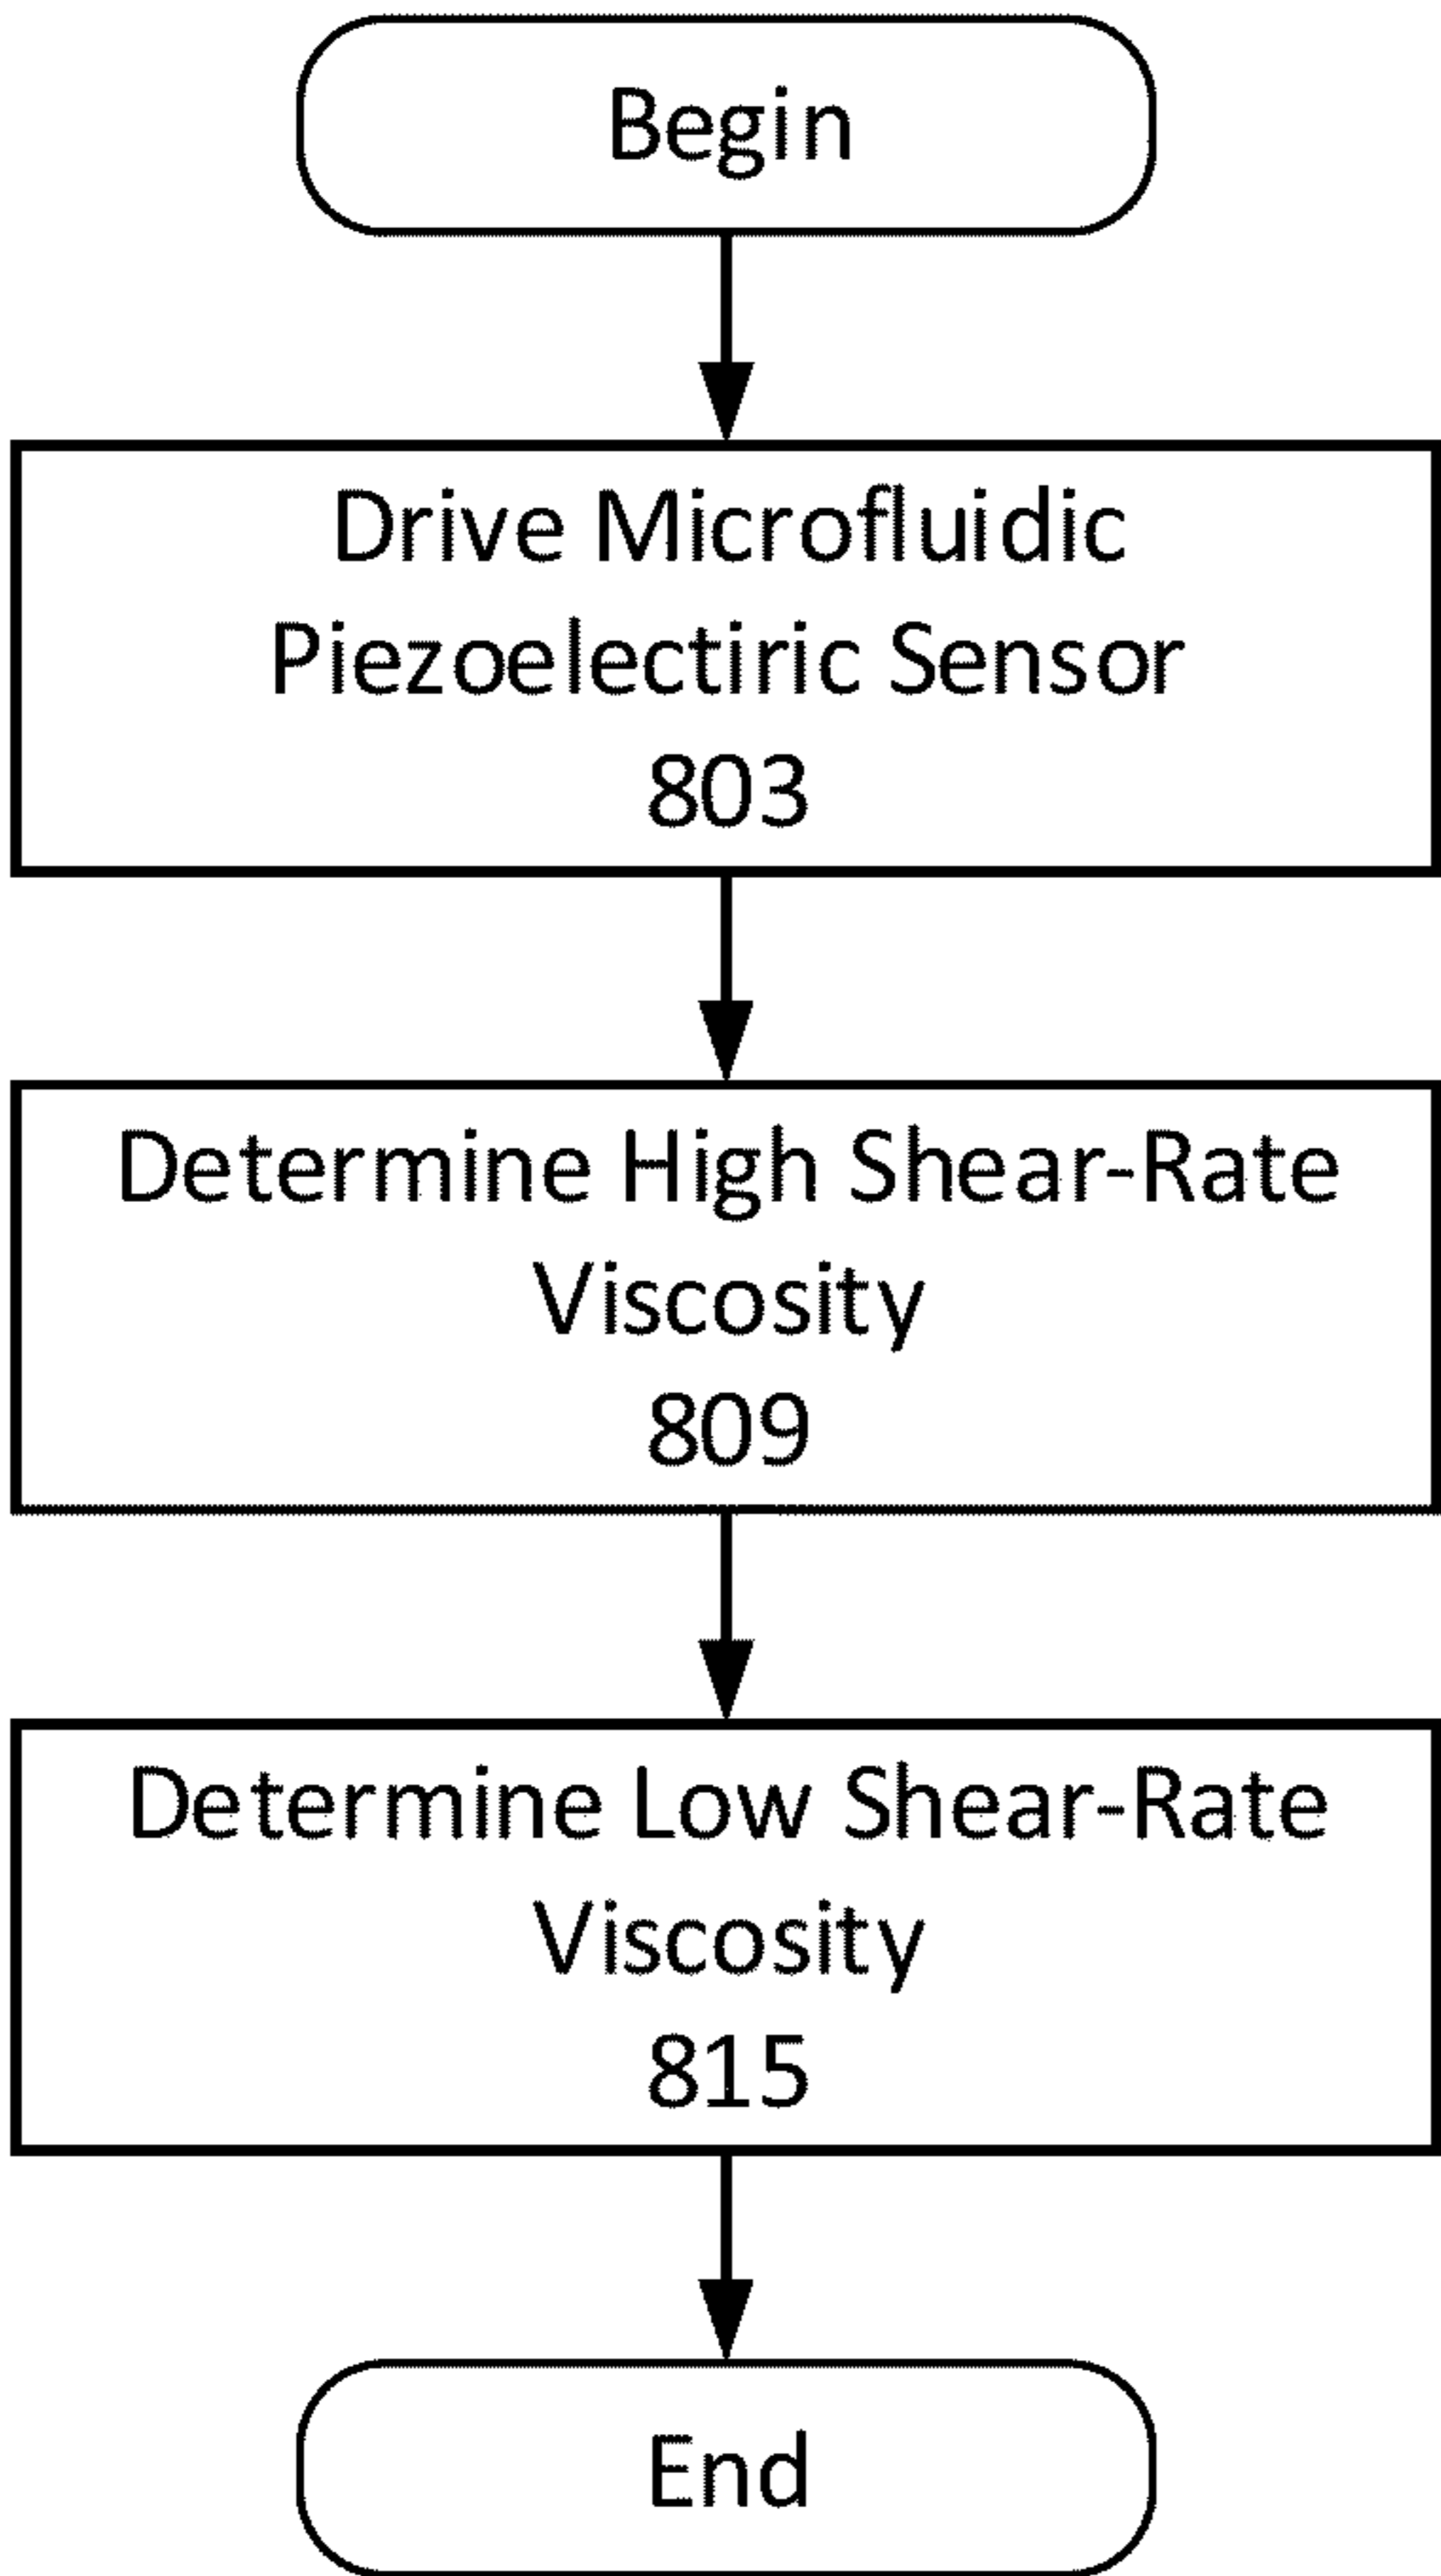 Begin
Drive Microfluidic
Piezoelectiric Sensor
803
Determine High Shear-Rate
Viscosity
809
Determine Low Shear-Rate
Viscosity
815
End